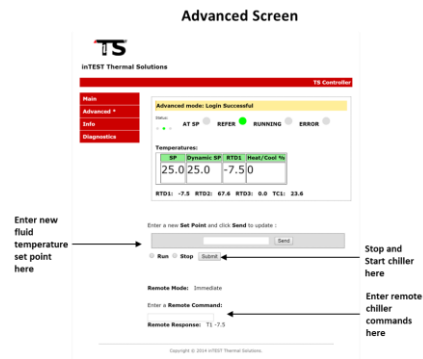 Advanced Screen
TS
inTEST Thermal Solutions
TS Controller
Main
Advanced *
Info
Diagnostics
Advanced mode: Login Successful
Status
AT SP REFER RUNNING ERROR
Temperatures:
SP Dynamic SP RTD1 Heat/Cool %
25.0 25.0 -7.5 0
RTD1: -7.5 RTD2: 67.6 RTD3: 0.0 TC1: 23.6
Enter new
fluid
temperature
set point
here
Enter a new Set Point and click Send to update :
Send
Run Stop Submit
Stop and
Start chiller
here
Remote Mode: Immediate
Enter a Remote Command:
Remote Response: T1 -7.5
Enter remote
chiller
commands
here
Copyright © 2014 inTEST Thermal Solutions.